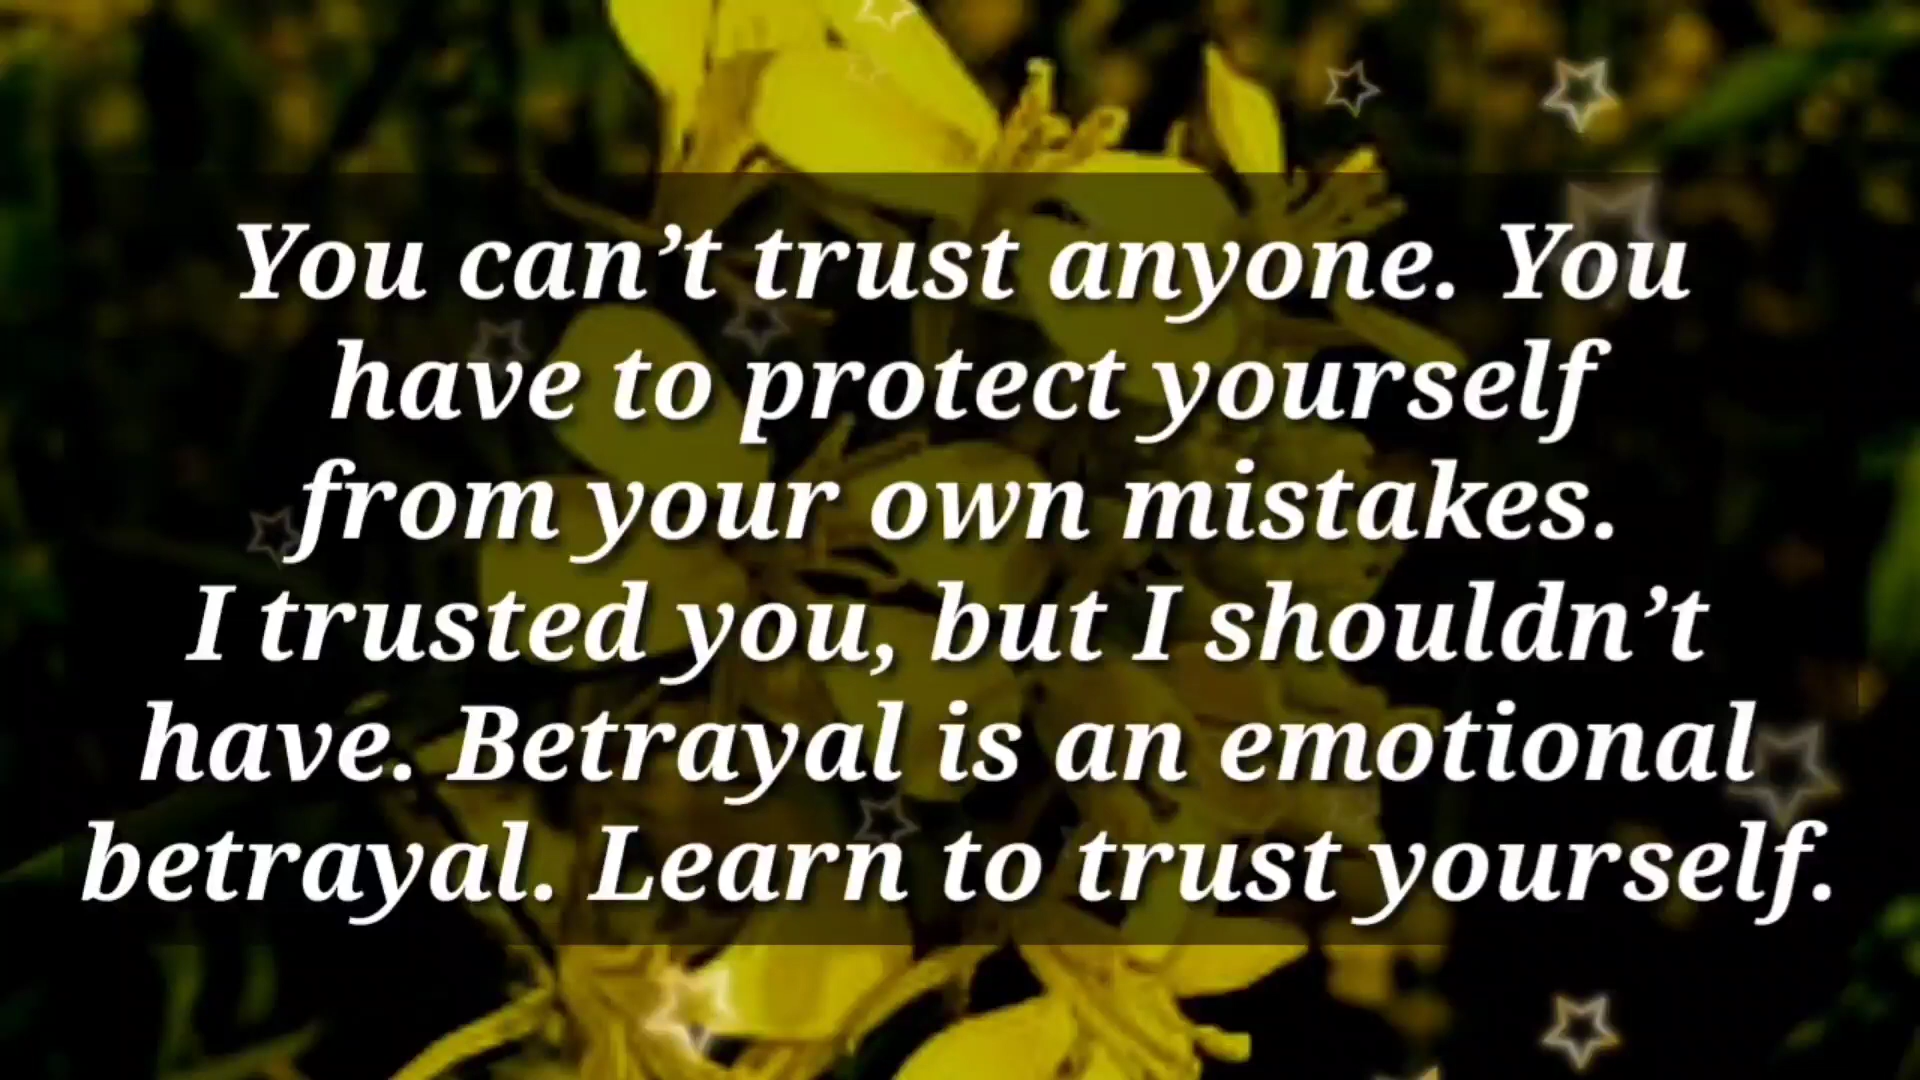 You can’t trust anyone. You
have to protect yourself
from your own mistakes.
I trusted you, but I shouldn’t
have. Betrayal is an emotional
betrayal. Learn to trust yourself.